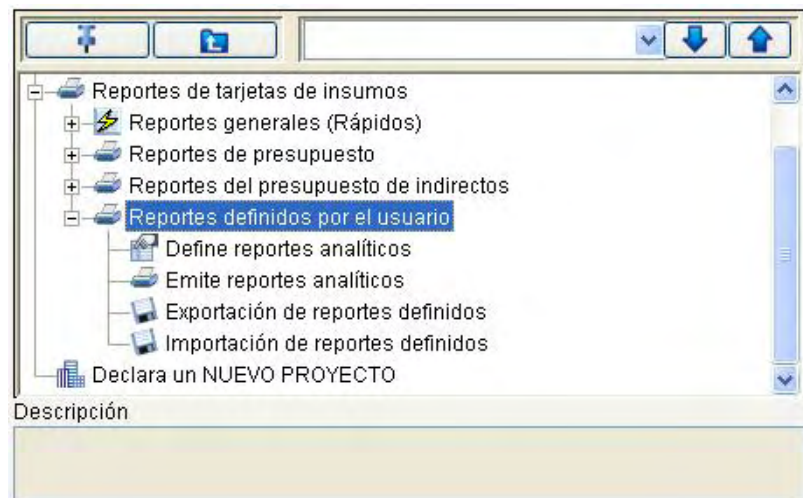 Reportes de tarjetas de insumos
Reportes generales (Rápidos)
Reportes de presupuesto
Reportes del presupuesto de indirectos
Reportes definidos por el usuario
Define reportes analíticos
Emite reportes analíticos
Exportación de reportes definidos
Importación de reportes definidos
Declara un NUEVO PROYECTO
Descripción